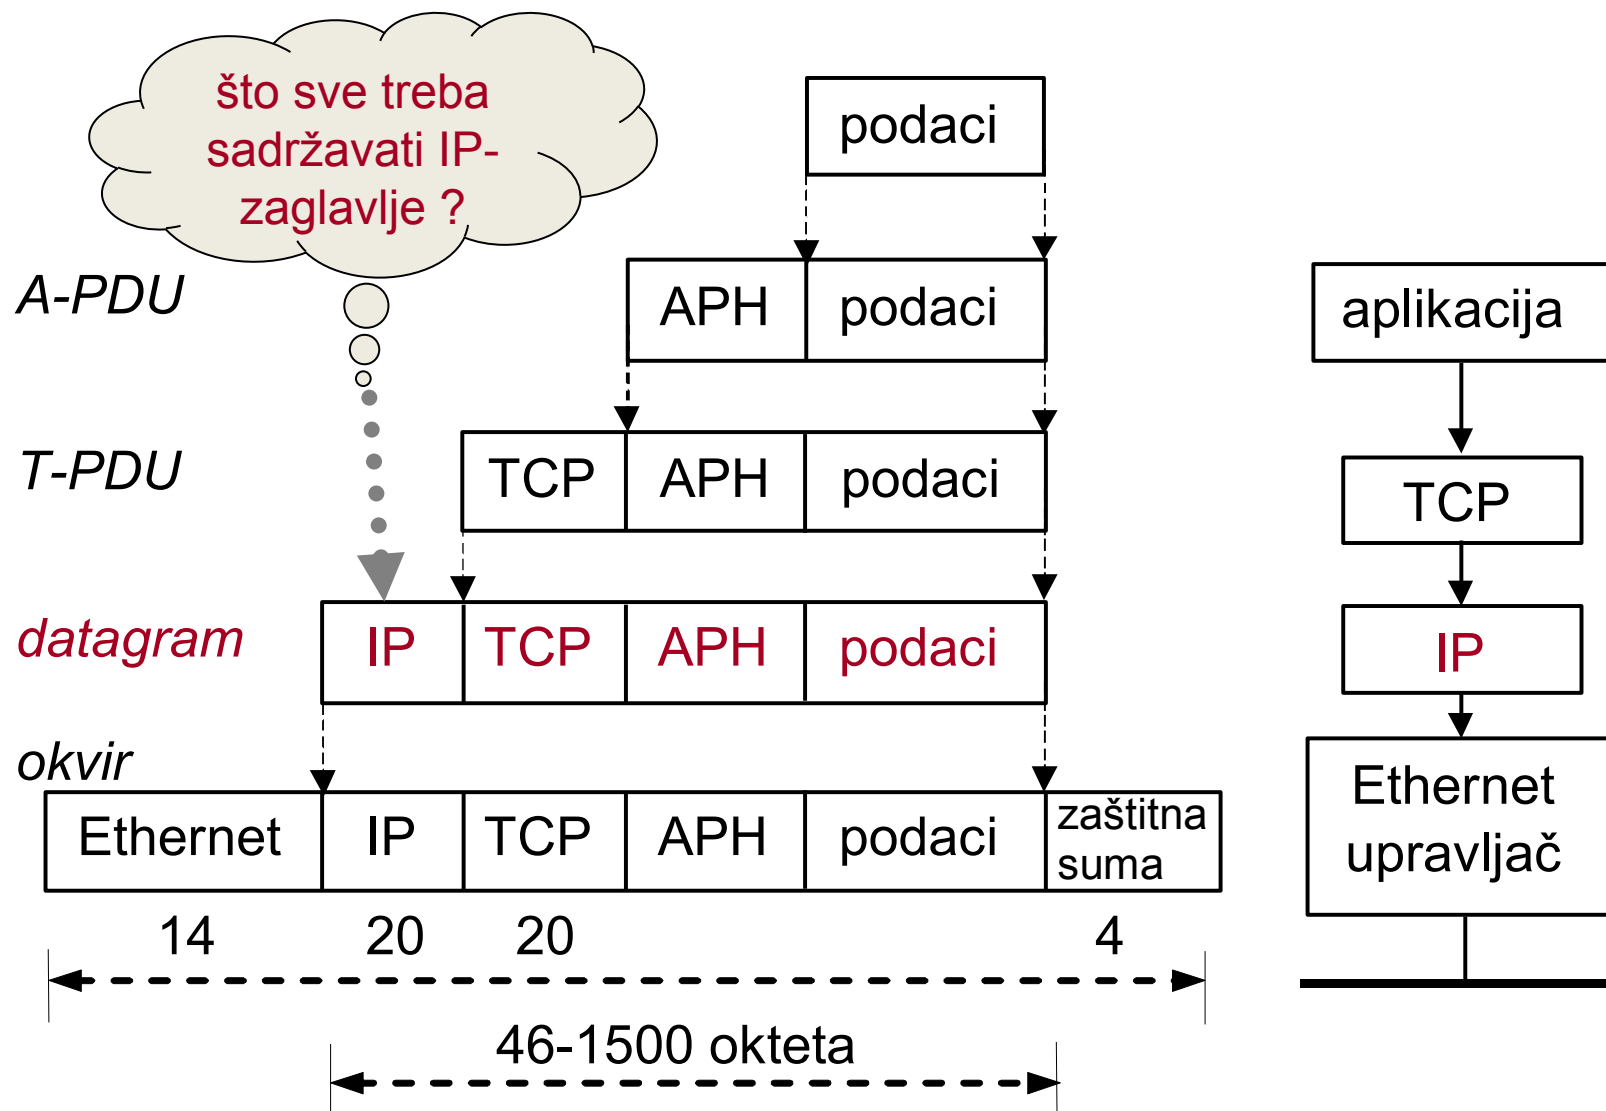 što sve treba
sadržavati IP-
zaglavlje ?
podaci
A-PDU
APH podaci
aplikacija
T-PDU
TCP APH podaci
TCP
datagram
IP TCP APH podaci
IP
okvir
Ethernet IP TCP APH podaci zaštitna
suma
Ethernet
upravljač
14 20 20 4
46-1500 okteta